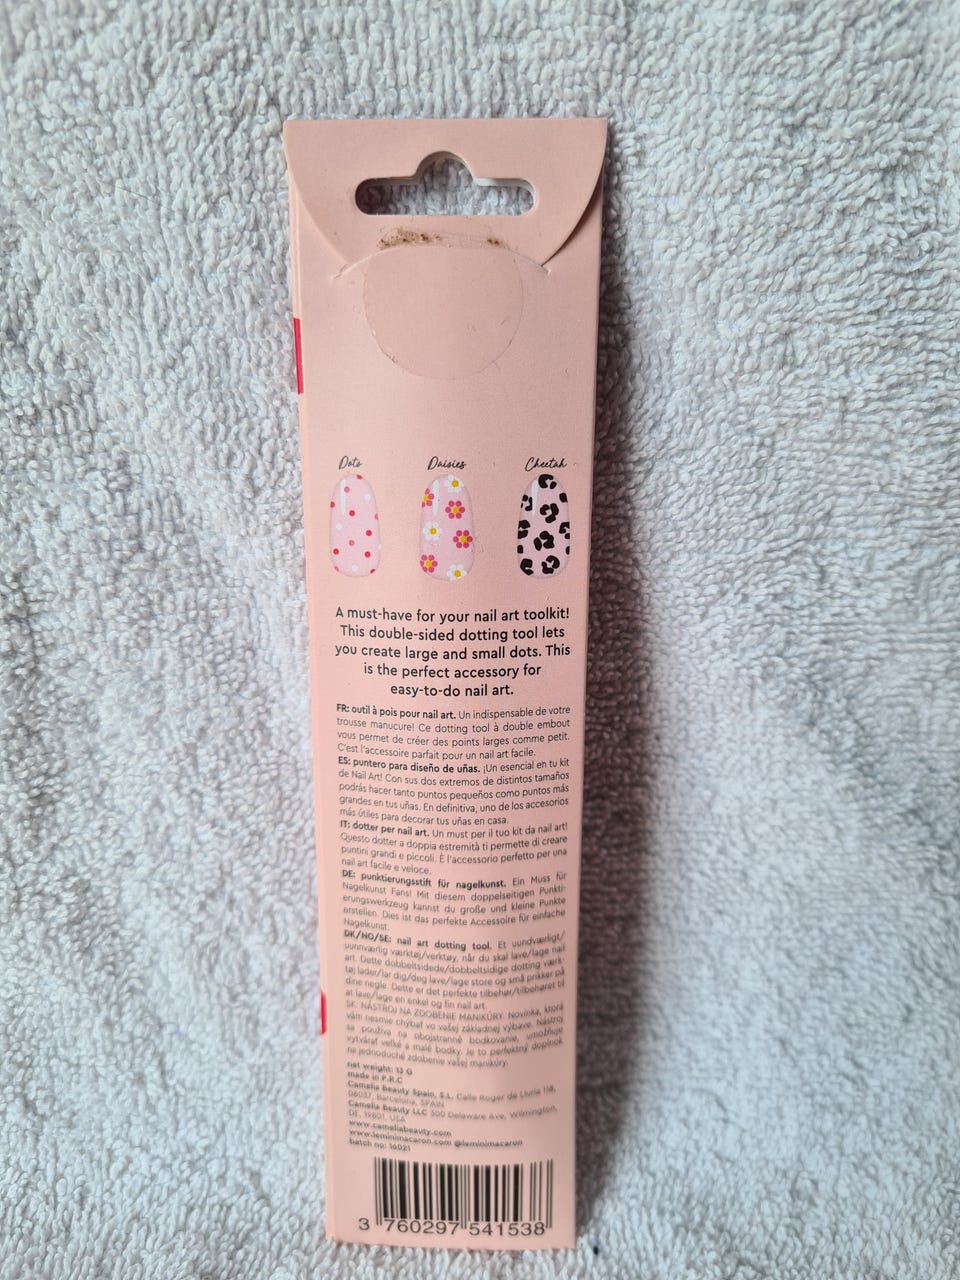 Dots Daisies Cheetah
A must-have for your nail art toolkit!
This double-sided dotting tool lets
you create large and small dots. This
is the perfect accessory for
easy-to-do nail art.
FR: outil à pois pour nail art. Un indispensable de votre
trousse manucure! Ce dotting tool à double embout
vous permet de créer des points larges comme petit.
C'est l'accessoire parfait pour un nail art facile.
ES: puntero para diseño de uñas. ¡Un esencial en tu kit
de Nail Art! Con sus dos extremos de distintos tamaños
podrás hacer tanto puntos pequeños como puntos más
grandes en tus uñas. En definitiva, uno de los accesorios
más útiles para decorar tus uñas en casa.
IT: dotter per nail art. Un must per il tuo kit da nail art!
Questo dotter a doppia estremità ti permette di creare
puntini grandi e piccoli. È l'accessorio perfetto per una
nail art facile e veloce.
DE: punktierungsstift für nagelkunst. Ein Muss für
Nagelkunst Fans! Mit diesem doppelseitigen Punkti-
erungswerkzeug kannst du große und kleine Punkte
erstellen. Dies ist das perfekte Accessoire für einfache
Nagelkunst.
DK/NO/SE: nail art dotting tool. Et uundværligt/
uunnværlig værktøj/verktøy, når du skal lave/lage nail
art. Dette dobbeltsidede/dobbeltsidige dotting værk-
tøj lader/lar dig/deg lave/lage store og små prikker på
dine negle. Dette er det perfekte tilbehør/tilbehøret til
at lave/lage en enkel og fin nail art.
SK: NÁSTROJ NA ZDOBENIE MANIKÚRY. Novinka, ktorá
vám nesmie chýbať vo vašej základnej výbave. Nástroj
sa používa na obojstranné bodkovanie, umožňuje
vytvárať veľké a malé bodky. Je to perfektný doplnok
na jednoduché zdobenie vašej manikúry.
net weight: 13 G
made in P.R.C
Camelia Beauty Spain, S.L. Calle Roger de Lluria 118,
08037, Barcelona, SPAIN
Camelia Beauty LLC 300 Delaware Ave, Wilmington,
DE, 19801, USA
www.cameliabeauty.com
www.leminimacaron.com @leminimacaron
batch no: 16021
3 760297 541538